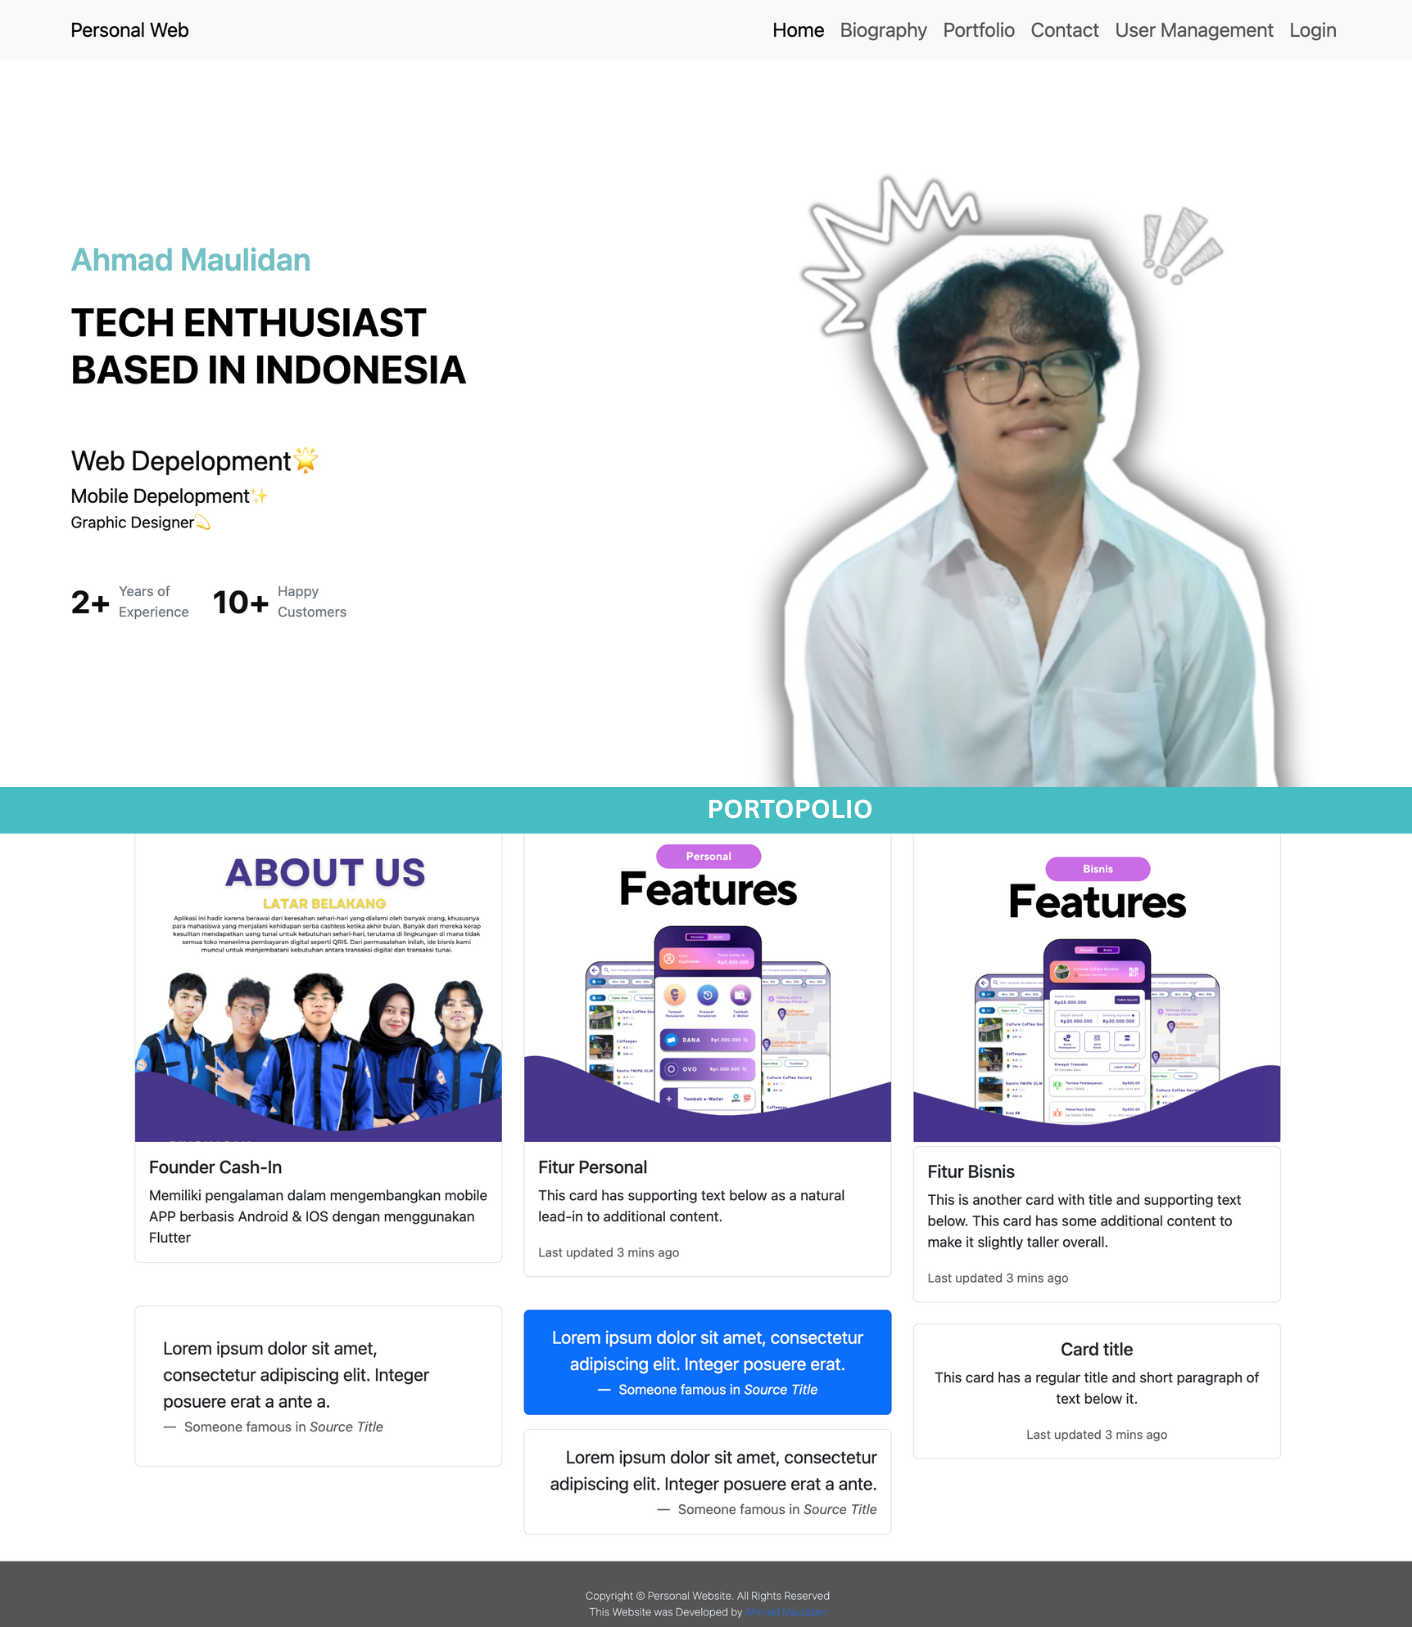 Personal Web
Home Biography Portfolio Contact User Management Login
Ahmad Maulidan
TECH ENTHUSIAST
BASED IN INDONESIA
Web Depelopment🌟
Mobile Depelopment✨
Graphic Designer💫
2+ Years of Experience
10+ Happy Customers
PORTOPOLIO
ABOUT US
LATAR BELAKANG
Aplikasi ini hadir karena berawal dari keresahan sehari-hari yang dialami oleh banyak orang, khususnya
para mahasiswa yang menjalani kehidupan serba cashless ketika akhir bulan. Banyak dari mereka kerap
kesulitan mendapatkan uang tunai untuk kebutuhan sehari-hari, terutama di lingkungan di mana tidak
semua toko menerima pembayaran digital seperti QRIS. Dari permasalahan inilah, ide bisnis kami
muncul untuk menjembatani kebutuhan antara transaksi digital dan transaksi tunai.
Founder Cash-In
Memiliki pengalaman dalam mengembangkan mobile
APP berbasis Android & IOS dengan menggunakan
Flutter
Personal
Features
DANA Rp1.000.000
OVO Rp1.000.000
Tambah e-Wallet
Fitur Personal
This card has supporting text below as a natural
lead-in to additional content.
Last updated 3 mins ago
Bisnis
Features
Fitur Bisnis
This is another card with title and supporting text
below. This card has some additional content to
make it slightly taller overall.
Last updated 3 mins ago
Lorem ipsum dolor sit amet,
consectetur adipiscing elit. Integer
posuere erat a ante a.
— Someone famous in Source Title
Lorem ipsum dolor sit amet, consectetur
adipiscing elit. Integer posuere erat.
— Someone famous in Source Title
Lorem ipsum dolor sit amet, consectetur
adipiscing elit. Integer posuere erat a ante.
— Someone famous in Source Title
Card title
This card has a regular title and short paragraph of
text below it.
Last updated 3 mins ago
Copyright © Personal Website. All Rights Reserved
This Website was Developed by Ahmad Maulidan